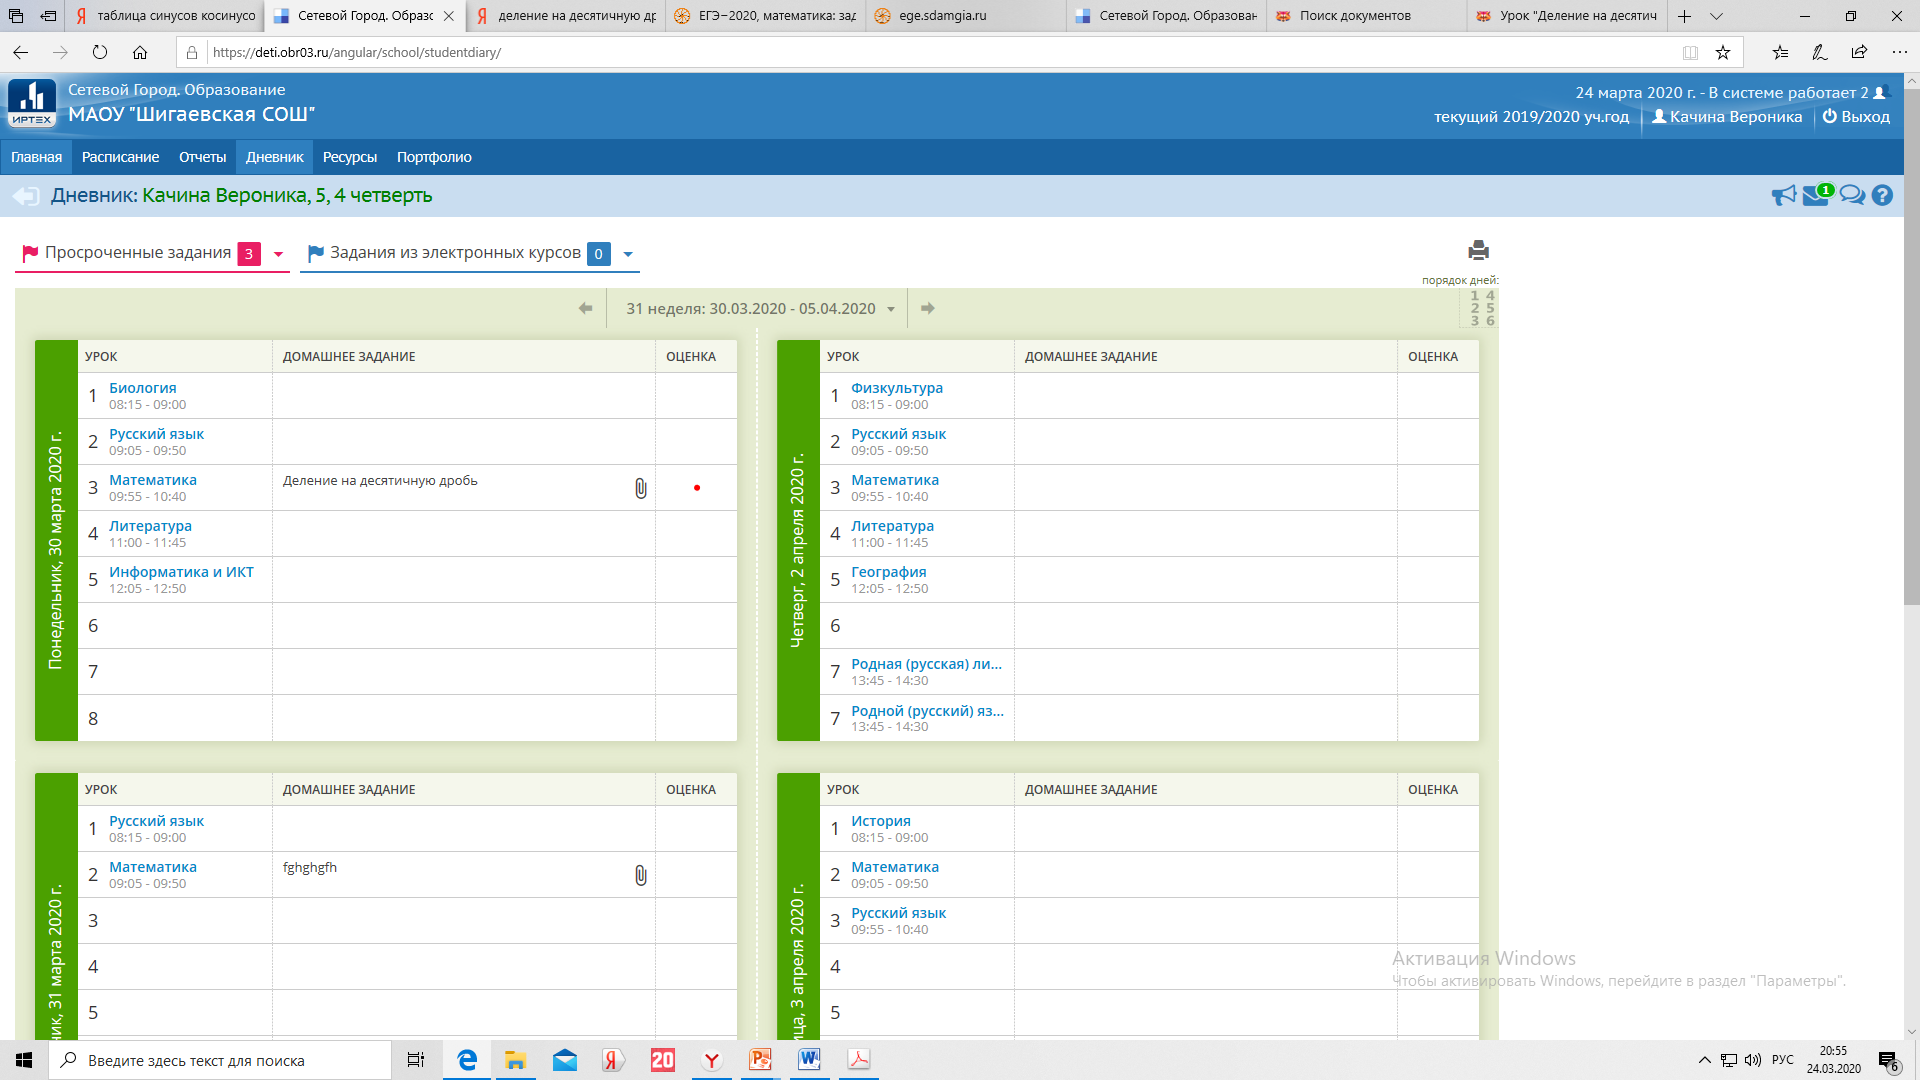 таблица синусов косинусо
Сетевой Город. Образо
деление на десятичную др
ЕГЭ–2020, математика: зад
ege.sdamgia.ru
Сетевой Город. Образован
Поиск документов
Урок "Деление на десятич
https://deti.obr03.ru/angular/school/studentdiary/
Сетевой Город. Образование
МАОУ "Шигаевская СОШ"
ИРТЕХ
24 марта 2020 г. - В системе работает 2
текущий 2019/2020 уч.год
Качина Вероника
Выход
Главная Расписание Отчеты Дневник Ресурсы Портфолио
Дневник: Качина Вероника, 5, 4 четверть
1
Просроченные задания 3
Задания из электронных курсов 0
порядок дней:
1 4
2 5
3 6
31 неделя: 30.03.2020 - 05.04.2020
Понедельник, 30 марта 2020 г.
УРОК ДОМАШНЕЕ ЗАДАНИЕ ОЦЕНКА
1 Биология
08:15 - 09:00
2 Русский язык
09:05 - 09:50
3 Математика Деление на десятичную дробь
09:55 - 10:40
4 Литература
11:00 - 11:45
5 Информатика и ИКТ
12:05 - 12:50
6
7
8
Четверг, 2 апреля 2020 г.
УРОК ДОМАШНЕЕ ЗАДАНИЕ ОЦЕНКА
1 Физкультура
08:15 - 09:00
2 Русский язык
09:05 - 09:50
3 Математика
09:55 - 10:40
4 Литература
11:00 - 11:45
5 География
12:05 - 12:50
6
7 Родная (русская) ли...
13:45 - 14:30
7 Родной (русский) яз...
13:45 - 14:30
ник, 31 марта 2020 г.
УРОК ДОМАШНЕЕ ЗАДАНИЕ ОЦЕНКА
1 Русский язык
08:15 - 09:00
2 Математика fghghgfh
09:05 - 09:50
3
4
5
ица, 3 апреля 2020 г.
УРОК ДОМАШНЕЕ ЗАДАНИЕ ОЦЕНКА
1 История
08:15 - 09:00
2 Математика
09:05 - 09:50
3 Русский язык
09:55 - 10:40
4
5
Активация Windows
Чтобы активировать Windows, перейдите в раздел "Параметры".
Введите здесь текст для поиска
20
РУС
20:55
24.03.2020
6